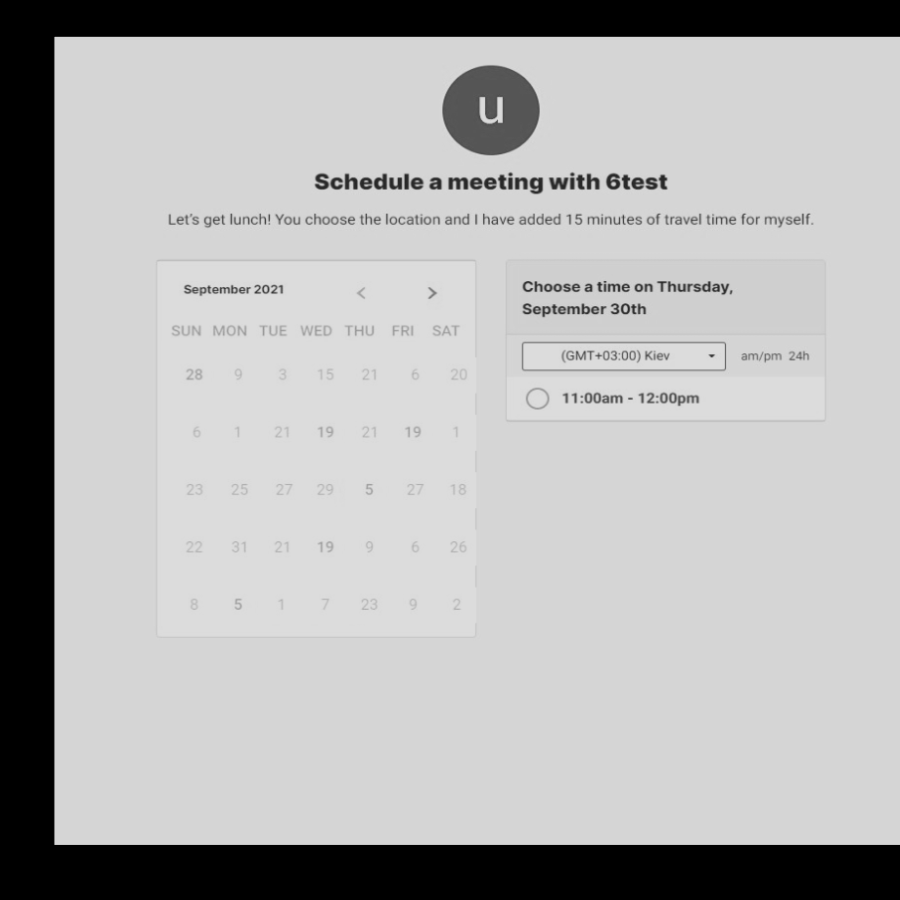 u
Schedule a meeting with 6test
Let's get lunch! You choose the location and I have added 15 minutes of travel time for myself.
September 2021 < >
SUN MON TUE WED THU FRI SAT
28 9 3 15 21 6 20
6 1 21 19 21 19 1
23 25 27 29 5 27 18
22 31 21 19 9 6 26
8 5 1 7 23 9 2
Choose a time on Thursday,
September 30th
(GMT+03:00) Kiev am/pm 24h
11:00am - 12:00pm